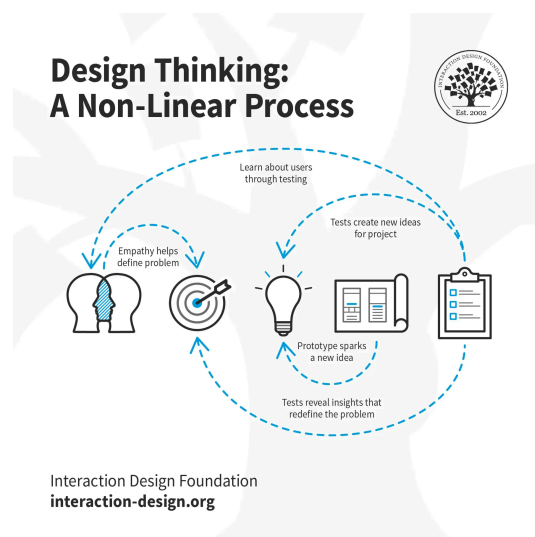 Design Thinking:
A Non-Linear Process
INTERACTION DESIGN FOUNDATION
Est. 2002
Learn about users
through testing
Tests create new ideas
for project
Empathy helps
define problem
Prototype sparks
a new idea
Tests reveal insights that
redefine the problem
Interaction Design Foundation
interaction-design.org